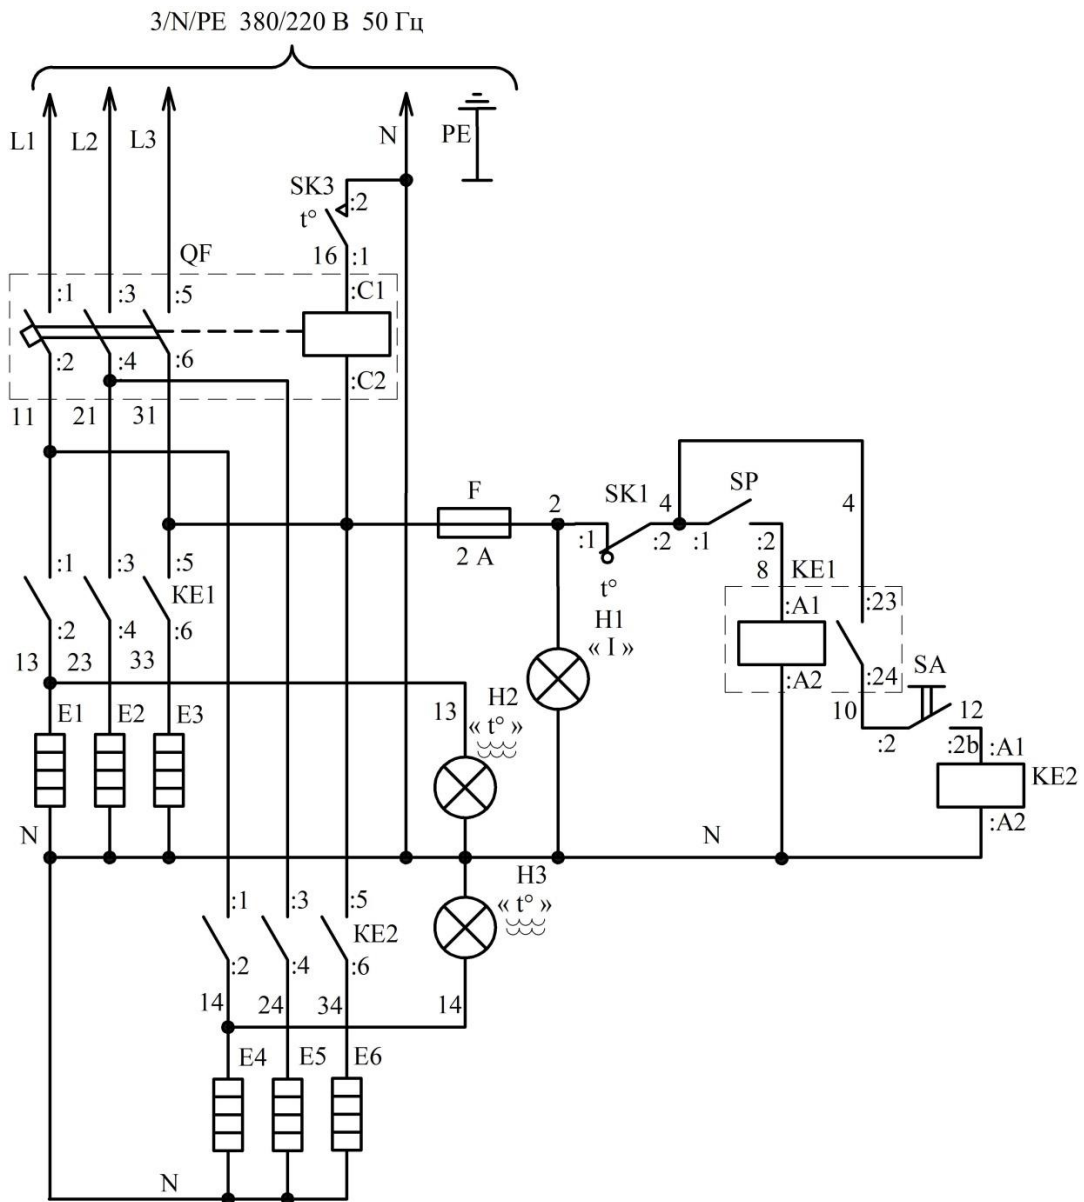 3/N/PE 380/220 В 50 Гц
L1 L2 L3 N PE
SK3
t° :2
16 :1
QF
:1 :3 :5 :C1
:2 :4 :6 :C2
11 21 31
F
2 A
2
SK1
4
SP
4
:1 :2 :1 :2
t°
8 KE1
:1 :3 :5
KE1
:2 :4 :6
H1
« I »
:A1 :23
:A2 :24
SA
13 23 33
E1 E2 E3
13 H2
« t° »
10 12
:2 :2b :A1
KE2
:A2
N N
H3
« t° »
:1 :3 :5
KE2
:2 :4 :6
14 24 34 14
E4 E5 E6
N